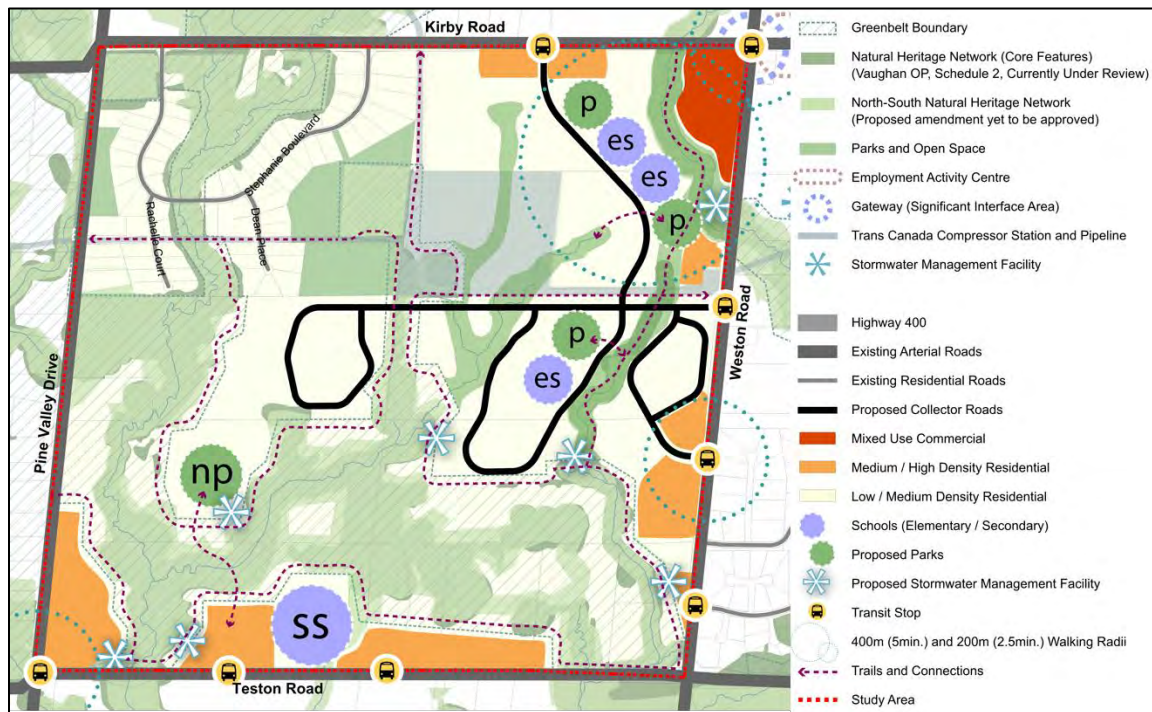 Kirby Road
Stephanie Boulevard
Rachelle Court
Dean Place
Pine Valley Drive
Weston Road
Teston Road
p
es
es
p
p
es
np
ss
Greenbelt Boundary
Natural Heritage Network (Core Features)
(Vaughan OP, Schedule 2, Currently Under Review)
North-South Natural Heritage Network
(Proposed amendment yet to be approved)
Parks and Open Space
Employment Activity Centre
Gateway (Significant Interface Area)
Trans Canada Compressor Station and Pipeline
Stormwater Management Facility
Highway 400
Existing Arterial Roads
Existing Residential Roads
Proposed Collector Roads
Mixed Use Commercial
Medium / High Density Residential
Low / Medium Density Residential
Schools (Elementary / Secondary)
Proposed Parks
Proposed Stormwater Management Facility
Transit Stop
400m (5min.) and 200m (2.5min.) Walking Radii
Trails and Connections
Study Area